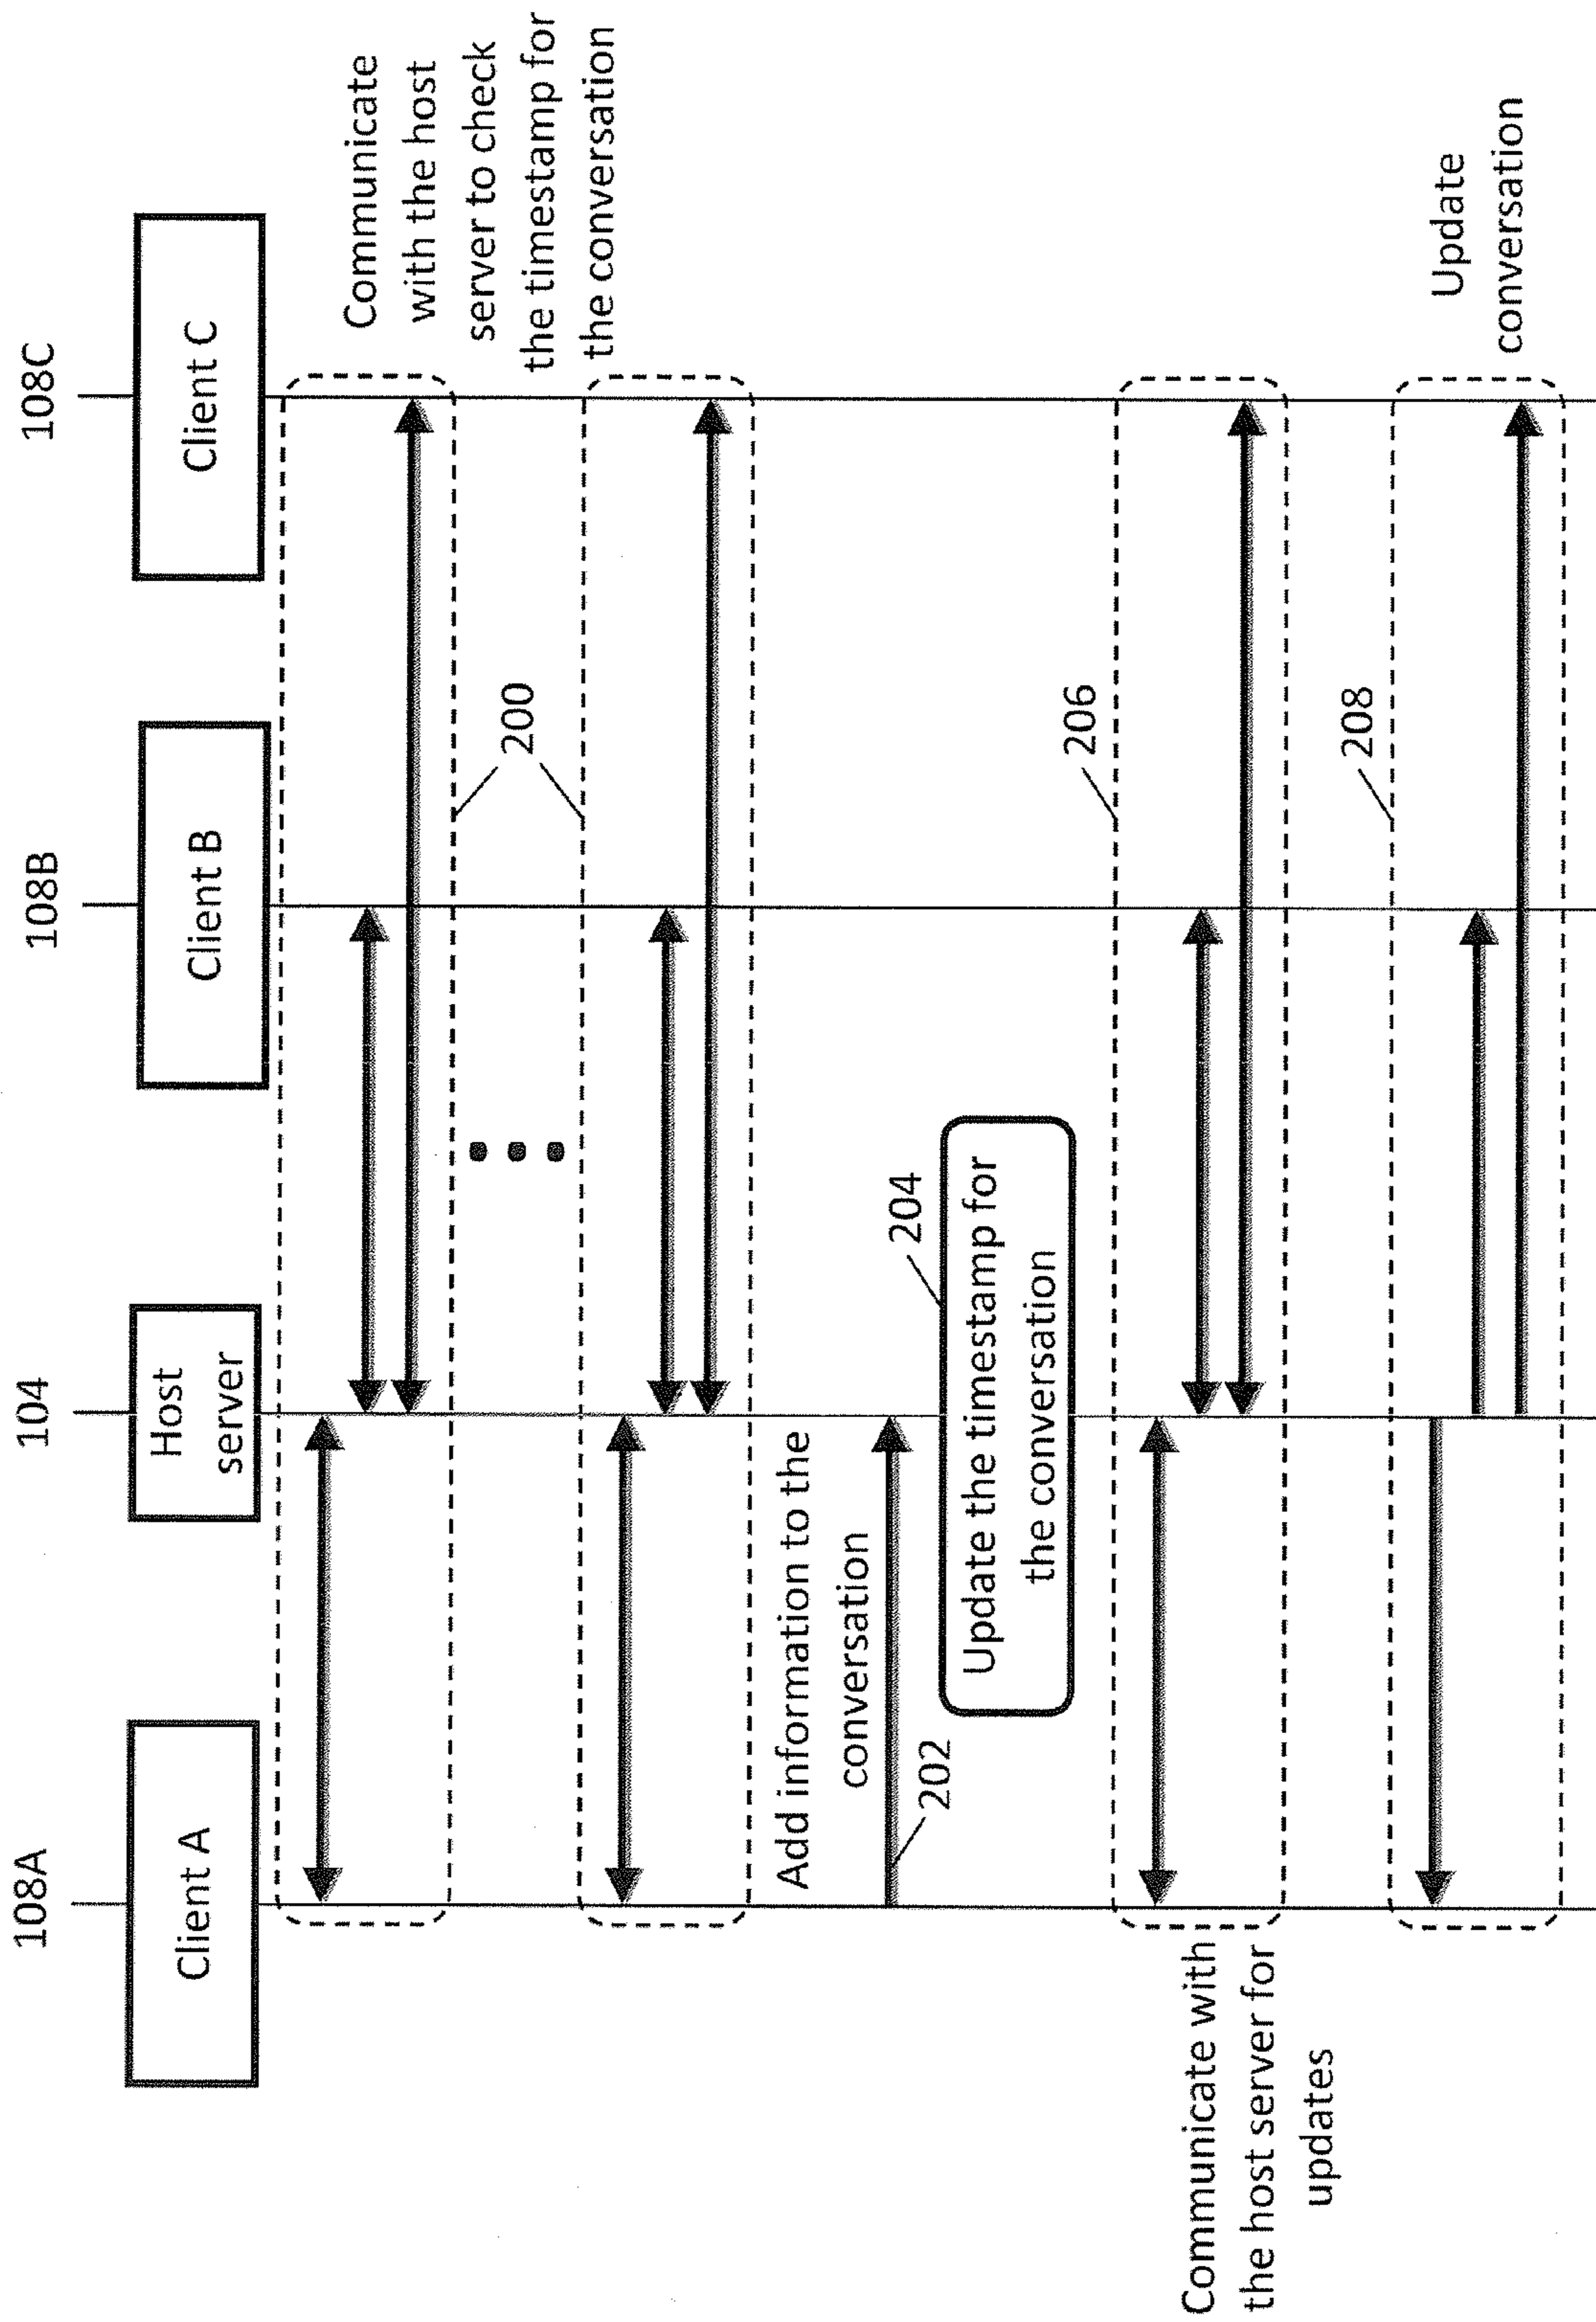 108A
104
108B
108C
Client A
Host
server
Client B
Client C
Communicate
with the host
server to check
the timestamp for
the conversation
200
Add information to the
conversation
202
204
Update the timestamp for
the conversation
206
Communicate with
the host server for
updates
208
Update
conversation